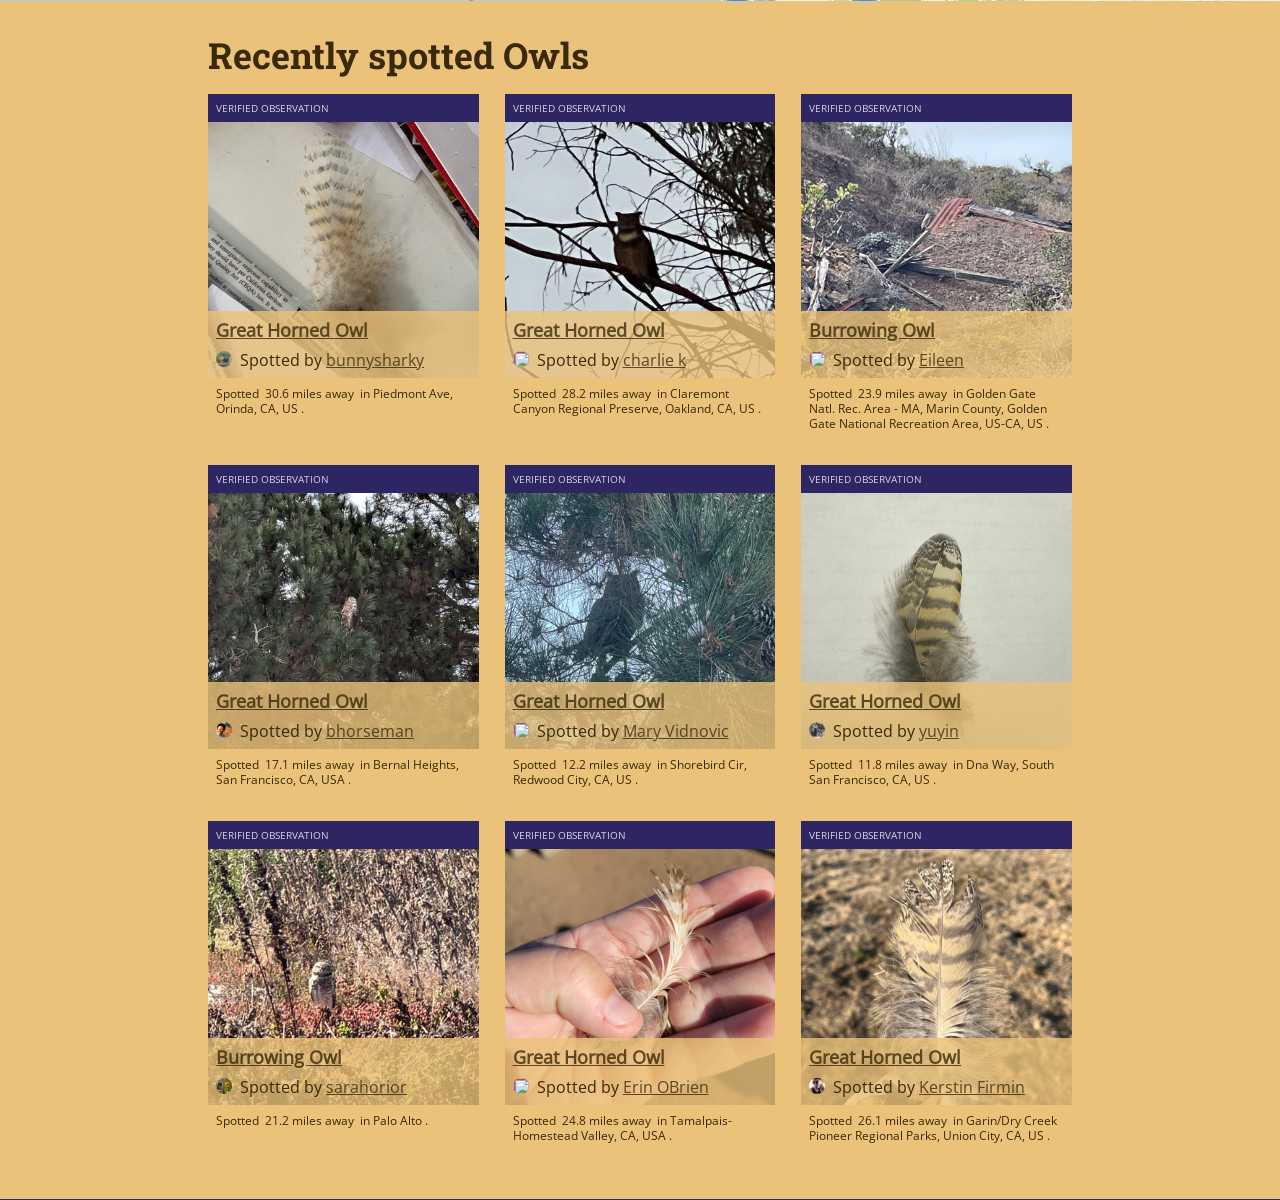 Recently spotted Owls
VERIFIED OBSERVATION
Great Horned Owl
Spotted by bunnysharky
Spotted 30.6 miles away in Piedmont Ave,
Orinda, CA, US .
VERIFIED OBSERVATION
Great Horned Owl
Spotted by charlie k
Spotted 28.2 miles away in Claremont
Canyon Regional Preserve, Oakland, CA, US .
VERIFIED OBSERVATION
Burrowing Owl
Spotted by Eileen
Spotted 23.9 miles away in Golden Gate
Natl. Rec. Area - MA, Marin County, Golden
Gate National Recreation Area, US-CA, US .
VERIFIED OBSERVATION
Great Horned Owl
Spotted by bhorseman
Spotted 17.1 miles away in Bernal Heights,
San Francisco, CA, USA .
VERIFIED OBSERVATION
Great Horned Owl
Spotted by Mary Vidnovic
Spotted 12.2 miles away in Shorebird Cir,
Redwood City, CA, US .
VERIFIED OBSERVATION
Great Horned Owl
Spotted by yuyin
Spotted 11.8 miles away in Dna Way, South
San Francisco, CA, US .
VERIFIED OBSERVATION
Burrowing Owl
Spotted by sarahorior
Spotted 21.2 miles away in Palo Alto .
VERIFIED OBSERVATION
Great Horned Owl
Spotted by Erin OBrien
Spotted 24.8 miles away in Tamalpais-
Homestead Valley, CA, USA .
VERIFIED OBSERVATION
Great Horned Owl
Spotted by Kerstin Firmin
Spotted 26.1 miles away in Garin/Dry Creek
Pioneer Regional Parks, Union City, CA, US .